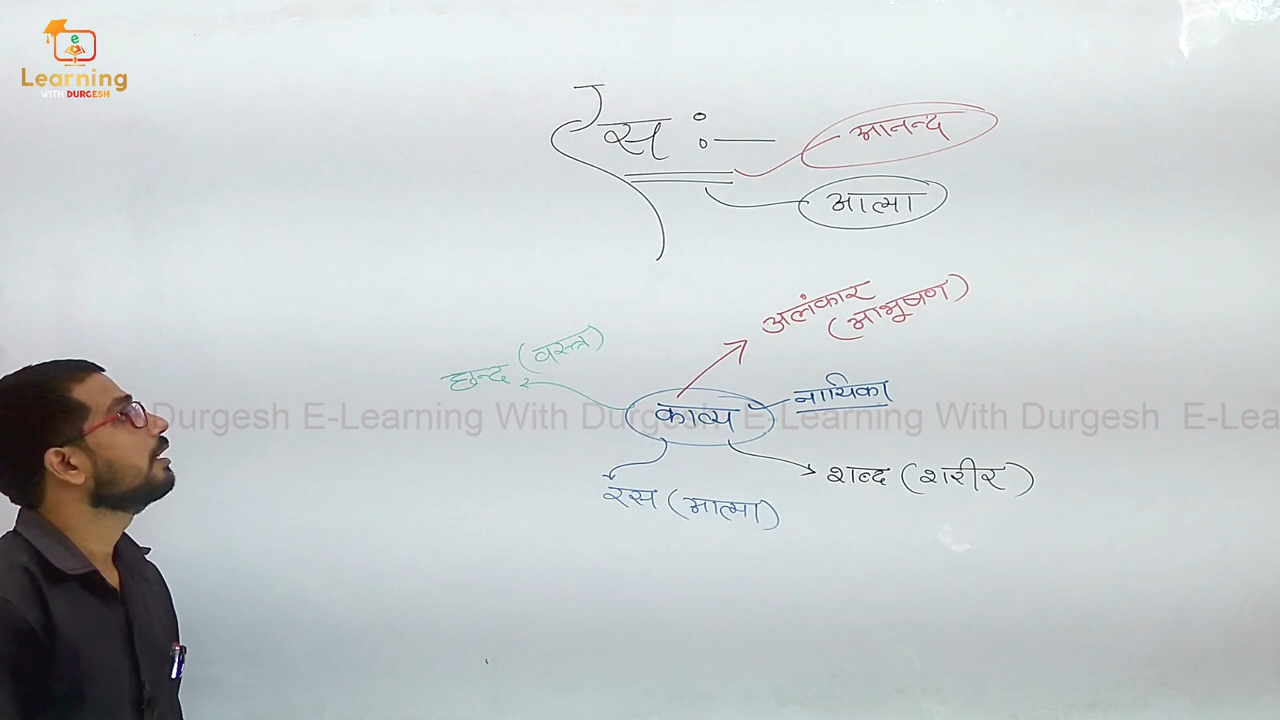 e
Learning
WITH DURGESH
रस :—
आनन्द
आत्मा
अलंकार
(आभूषण)
छन्द (वस्त्र)
काव्य
नायिका
Durgesh E-Learning With Durgesh E-Learning With Durgesh E-Lea
रस (आत्मा)
शब्द (शरीर)